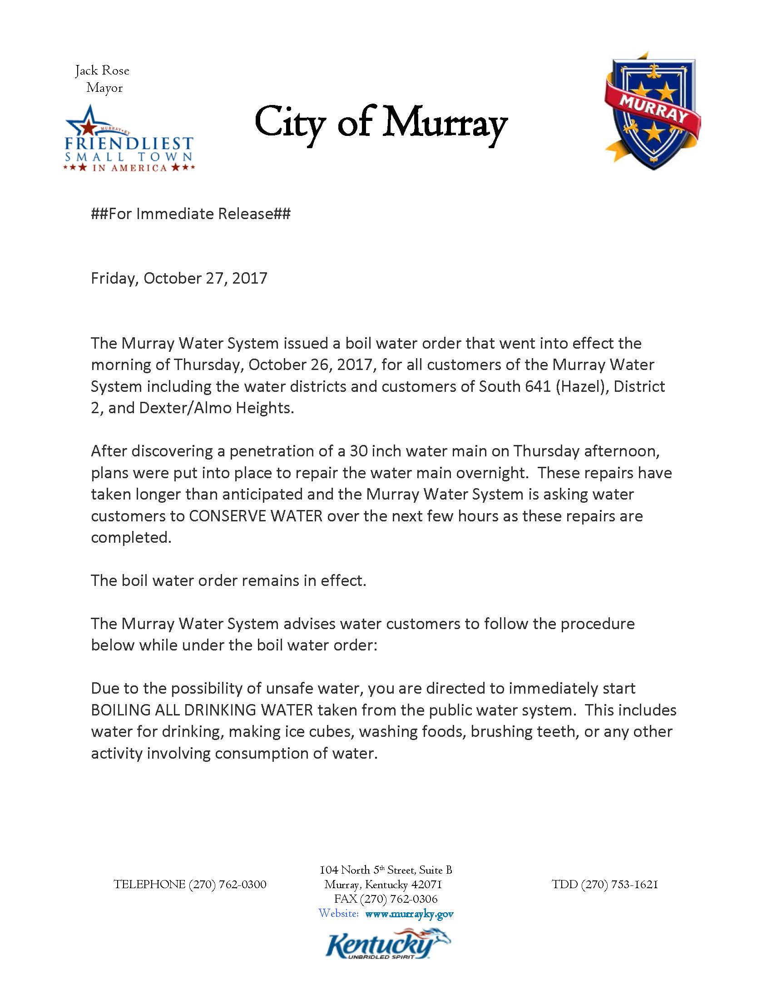 Jack Rose
Mayor
MURRAY•KY
FRIENDLIEST
SMALL TOWN
IN AMERICA
City of Murray
MURRAY
##For Immediate Release##
Friday, October 27, 2017
The Murray Water System issued a boil water order that went into effect the
morning of Thursday, October 26, 2017, for all customers of the Murray Water
System including the water districts and customers of South 641 (Hazel), District
2, and Dexter/Almo Heights.
After discovering a penetration of a 30 inch water main on Thursday afternoon,
plans were put into place to repair the water main overnight.  These repairs have
taken longer than anticipated and the Murray Water System is asking water
customers to CONSERVE WATER over the next few hours as these repairs are
completed.
The boil water order remains in effect.
The Murray Water System advises water customers to follow the procedure
below while under the boil water order:
Due to the possibility of unsafe water, you are directed to immediately start
BOILING ALL DRINKING WATER taken from the public water system.  This includes
water for drinking, making ice cubes, washing foods, brushing teeth, or any other
activity involving consumption of water.
104 North 5th Street, Suite B
TELEPHONE (270) 762-0300 Murray, Kentucky 42071 TDD (270) 753-1621
FAX (270) 762-0306
Website: www.murrayky.gov
Kentucky
UNBRIDLED SPIRIT